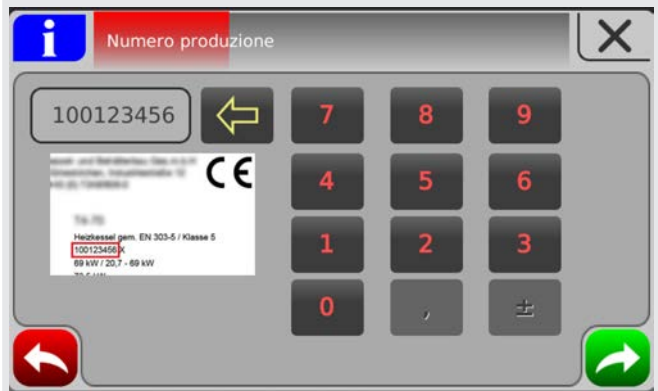 i
Numero produzione
X
100123456
7 8 9
4 5 6
1 2 3
0 , ±
CE
Heizkessel gem. EN 303-5 / Klasse 5
100123456 X
69 kW / 20,7 - 69 kW